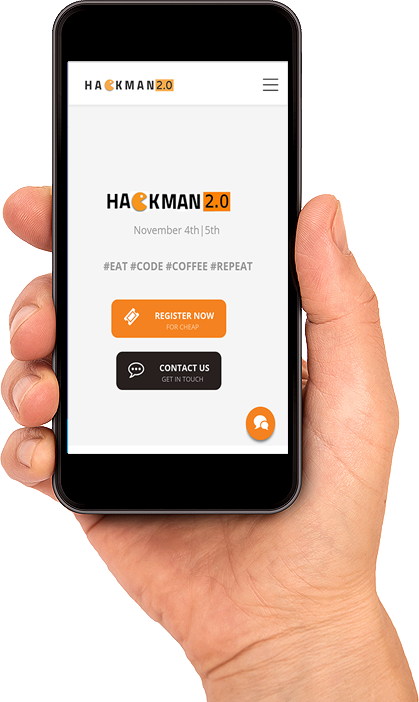 HACKMAN 2.0
HACKMAN 2.0
November 4th|5th
#EAT #CODE #COFFEE #REPEAT
REGISTER NOW
FOR CHEAP
CONTACT US
GET IN TOUCH